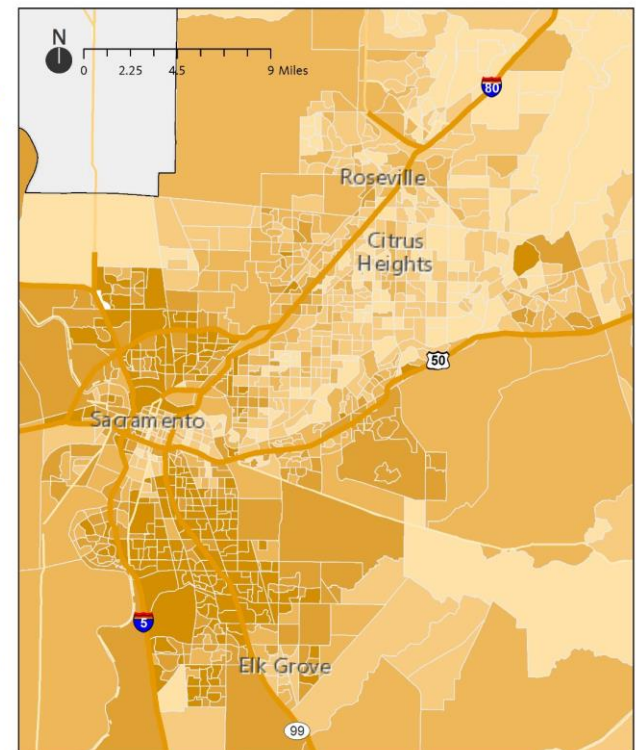 N
0 2.25 4.5 9 Miles
80
Roseville
Citrus
Heights
50
Sacramento
5
Elk Grove
99